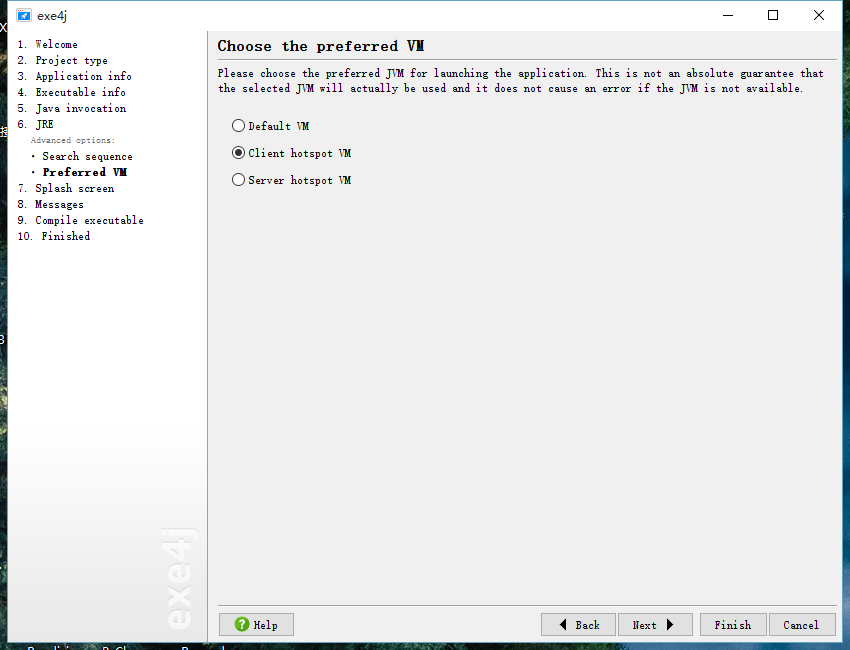 exe4j
1. Welcome
2. Project type
3. Application info
4. Executable info
5. Java invocation
6. JRE
Advanced options:
• Search sequence
• Preferred VM
7. Splash screen
8. Messages
9. Compile executable
10. Finished
exe4j
Choose the preferred VM
Please choose the preferred JVM for launching the application. This is not an absolute guarantee that
the selected JVM will actually be used and it does not cause an error if the JVM is not available.
Default VM
Client hotspot VM
Server hotspot VM
? Help
Back
Next
Finish
Cancel